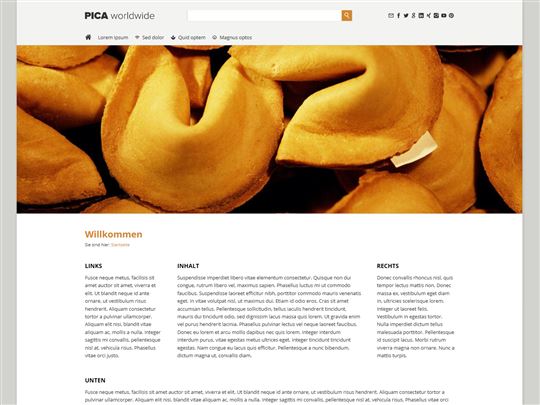 PICA worldwide
Lorem Ipsum Sed dolor Quid optem Magnus optos
Willkommen
Sie sind hier: Startseite
LINKS
Fusce neque metus, facilisis sit
amet auctor sit amet, viverra et
elit. Ut blandit neque id ante
ornare, ut vestibulum risus
hendrerit. Aliquam condimentum
tortor a pulvinar ullamcorper.
Aliquam elit nisi, blandit vitae
aliquam ac, mollis a nulla. Integer
sagittis mi convallis, pellentesque
nisl at, vehicula risus. Phasellus
vitae orci justo.
INHALT
Suspendisse imperdiet libero vitae elementum consectetur. Quisque non dui
congue, rutrum libero vel, maximus sapien. Phasellus luctus mi ut commodo
blandit. Suspendisse laoreet efficitur nibh, porttitor commodo mauris venenatis
eget. In vitae volutpat nisl, ut maximus dui. Etiam id odio eros. Cras sit amet
accumsan tellus. Pellentesque sollicitudin, tellus iaculis hendrerit tincidunt,
mauris dui tincidunt odio, sed dignissim lacus massa quis lorem. Ut gravida enim
vel purus hendrerit lacinia. Phasellus pulvinar lectus vel neque laoreet faucibus.
Donec eu lorem et arcu mollis dapibus nec quis lorem. Integer interdum
interdum purus, vitae egestas metus ultrices eget. Integer tincidunt tincidunt
egestas. Nam congue eu lacus quis efficitur. Pellentesque a nunc bibendum,
dictum magna ut, convallis diam.
RECHTS
Donec convallis rhoncus nisl, quis
tempor lectus mattis non. Donec
massa ex, vestibulum eget diam
in, ultricies scelerisque lorem.
Integer ut laoreet felis.
Vestibulum in egestas tortor.
Nulla imperdiet dictum tellus
malesuada porttitor. Pellentesque
id suscipit lacus. Morbi rutrum
viverra magna non ornare. Nunc a
mattis turpis.
UNTEN
Fusce neque metus, facilisis sit amet auctor sit amet, viverra et elit. Ut blandit neque id ante ornare, ut vestibulum risus hendrerit. Aliquam condimentum tortor a
pulvinar ullamcorper. Aliquam elit nisi, blandit vitae aliquam ac, mollis a nulla. Integer sagittis mi convallis, pellentesque nisl at, vehicula risus. Phasellus vitae orci